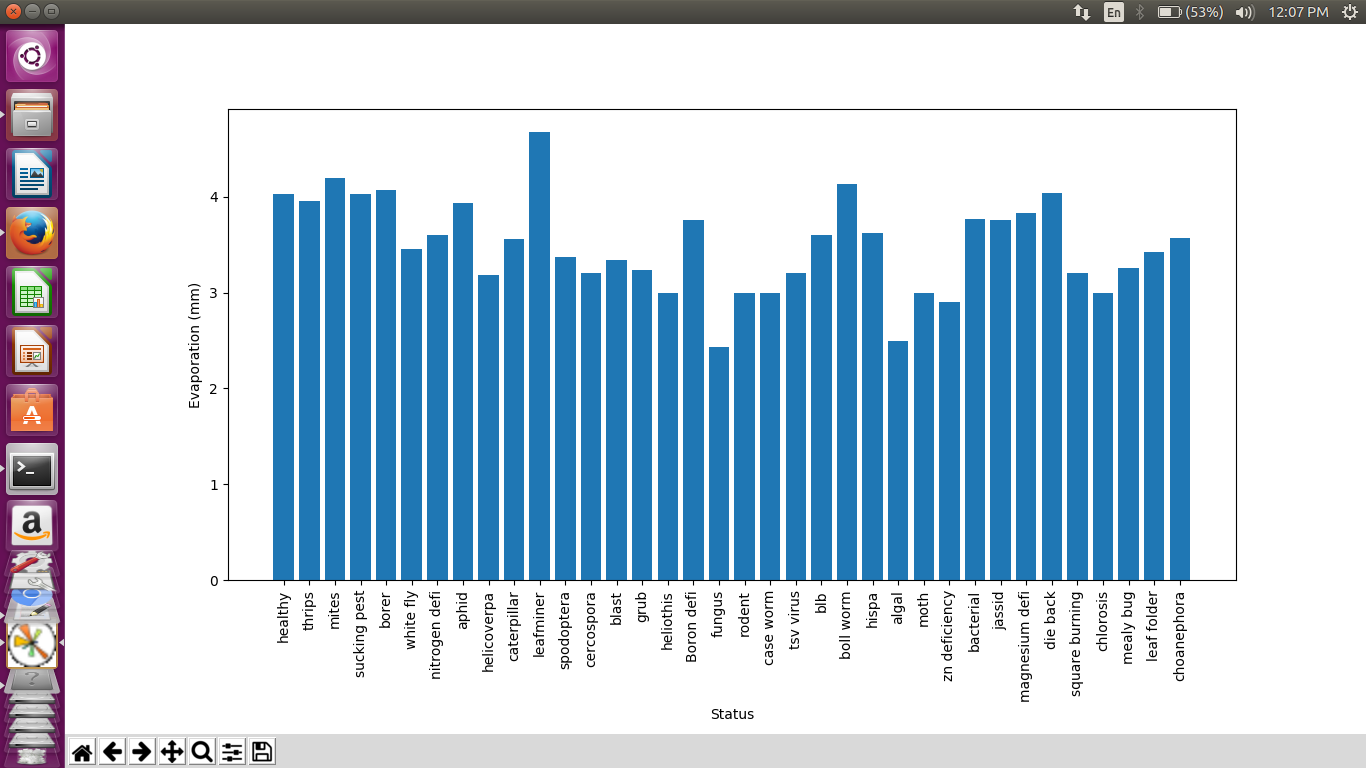 En (53%) 12:07 PM
4
3
2
1
0
Evaporation (mm)
healthy
thrips
mites
sucking pest
borer
white fly
nitrogen defi
aphid
helicoverpa
caterpillar
leafminer
spodoptera
cercospora
blast
grub
heliothis
Boron defi
fungus
rodent
case worm
tsv virus
blb
boll worm
hispa
algal
moth
zn deficiency
bacterial
jassid
magnesium defi
die back
square burning
chlorosis
mealy bug
leaf folder
choanephora
Status